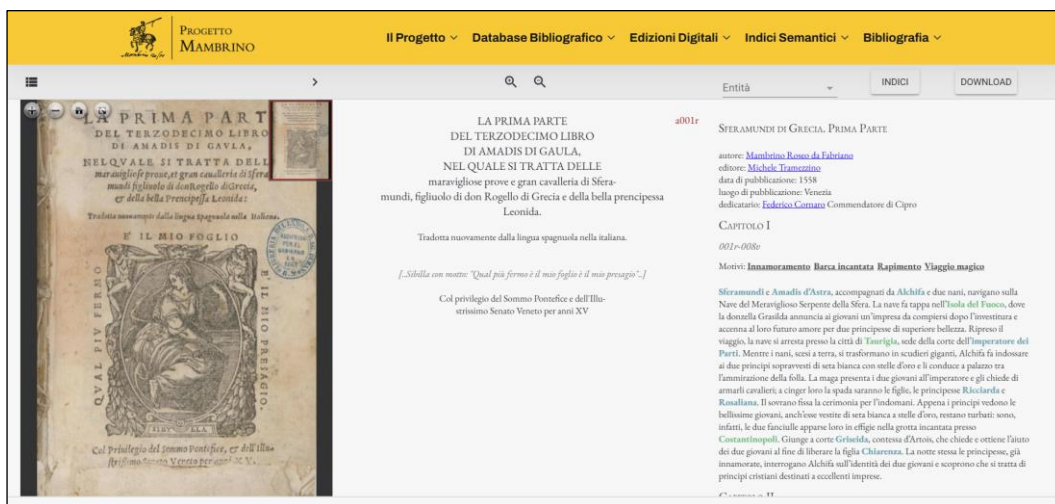 PROGETTO
MAMBRINO
Il Progetto
Database Bibliografico
Edizioni Digitali
Indici Semantici
Bibliografia
Entità
INDICI
DOWNLOAD
LA PRIMA PARTE
DEL TERZODECIMO LIBRO
DI AMADIS DI GAVLA,
NEL QVALE SI TRATTA DELLE
marauigliose proue, et gran caualleria di Sfera
mundi figliuolo di don Rogello di Grecia,
et della bella Prencipessa Leonida:
Tradotta nuouamente dalla lingua Spagnuola nella Italiana.
E IL MIO FOGLIO
QVAL PIV FERMO
E IL MIO PRESAGIO.
SIBYLLA
Col Priuilegio del Sommo Pontefice, et dell'Illu-
strissimo Senato Veneto per anni X V.
LA PRIMA PARTE
DEL TERZODECIMO LIBRO
DI AMADIS DI GAULA,
NEL QUALE SI TRATTA DELLE
maravigliose prove e gran cavalleria di Sfera-
mundi, figliuolo di don Rogello di Grecia e della bella prencipessa
Leonida.
Tradotta nuovamente dalla lingua spagnuola nella italiana.
[..Sibilla con motto: "Qual più fermo è il mio foglio è il mio presagio"..]
Col privilegio del Sommo Pontefice e dell'Illu-
strissimo Senato Veneto per anni XV
a001r
SFERAMUNDI DI GRECIA. PRIMA PARTE
autore: Mambrino Roseo da Fabriano
editore: Michele Tramezzino
data di pubblicazione: 1558
luogo di pubblicazione: Venezia
dedicatario: Federico Cornaro Commendatore di Cipro
CAPITOLO I
001r-008v
Motivi: Innamoramento Barca incantata Rapimento Viaggio magico
Sferamundi e Amadis d'Astra, accompagnati da Alchifa e due nani, navigano sulla
Nave del Meraviglioso Serpente della Sfera. La nave fa tappa nell'Isola del Fuoco, dove
la donzella Grasilda annuncia ai giovani un'impresa da compiersi dopo l'investitura e
accenna al loro futuro amore per due principesse di superiore bellezza. Ripreso il
viaggio, la nave si arresta presso la città di Taurigia, sede della corte dell'imperatore dei
Parti. Mentre i nani, scesi a terra, si trasformano in scudieri giganti, Alchifa fa indossare
ai due principi sopravvesti di seta bianca con stelle d'oro e li conduce a palazzo tra
l'ammirazione della folla. La maga presenta i due giovani all'imperatore e gli chiede di
armarli cavalieri; a cinger loro la spada saranno le figlie, le principesse Ricciarda e
Rosaliana. Il sovrano fissa la cerimonia per l'indomani. Appena i principi vedono le
bellissime giovani, anch'esse vestite di seta bianca a stelle d'oro, restano turbati: sono,
infatti, le due fanciulle apparse loro in effigie nella grotta incantata presso
Costantinopoli. Giunge a corte Griseida, contessa d'Artois, che chiede e ottiene l'aiuto
dei due giovani al fine di liberare la figlia Chiarenza. La notte stessa le principesse, già
innamorate, interrogano Alchifa sull'identità dei due giovani e scoprono che si tratta di
principi cristiani destinati a eccellenti imprese.
CAPITOLO II